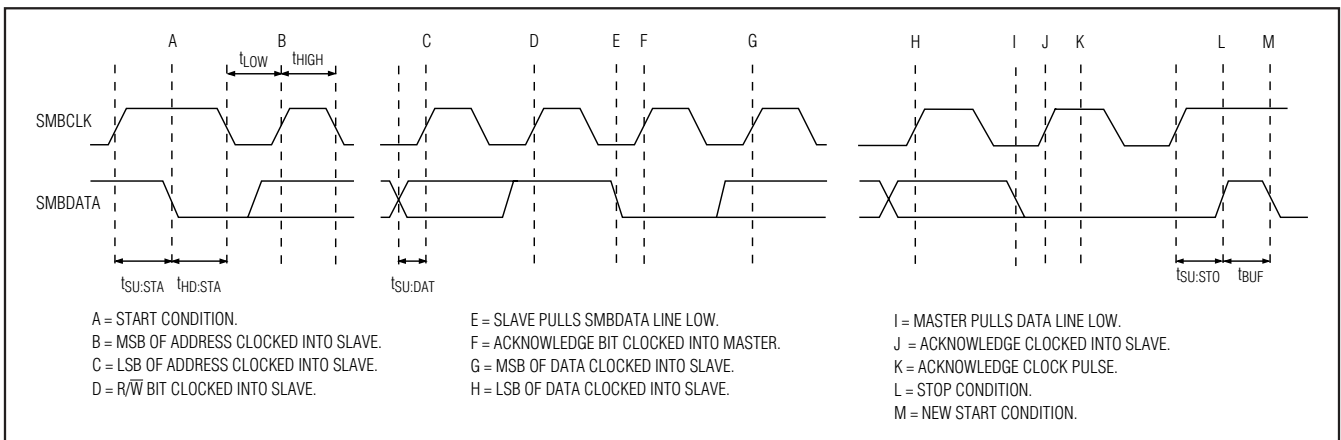 A B C D E F G H I J K L M
tLOW tHIGH
SMBCLK
SMBDATA
tSU:STA tHD:STA tSU:DAT tSU:STO tBUF
A = START CONDITION.
B = MSB OF ADDRESS CLOCKED INTO SLAVE.
C = LSB OF ADDRESS CLOCKED INTO SLAVE.
D = R/W̅ BIT CLOCKED INTO SLAVE.
E = SLAVE PULLS SMBDATA LINE LOW.
F = ACKNOWLEDGE BIT CLOCKED INTO MASTER.
G = MSB OF DATA CLOCKED INTO SLAVE.
H = LSB OF DATA CLOCKED INTO SLAVE.
I = MASTER PULLS DATA LINE LOW.
J = ACKNOWLEDGE CLOCKED INTO SLAVE.
K = ACKNOWLEDGE CLOCK PULSE.
L = STOP CONDITION.
M = NEW START CONDITION.